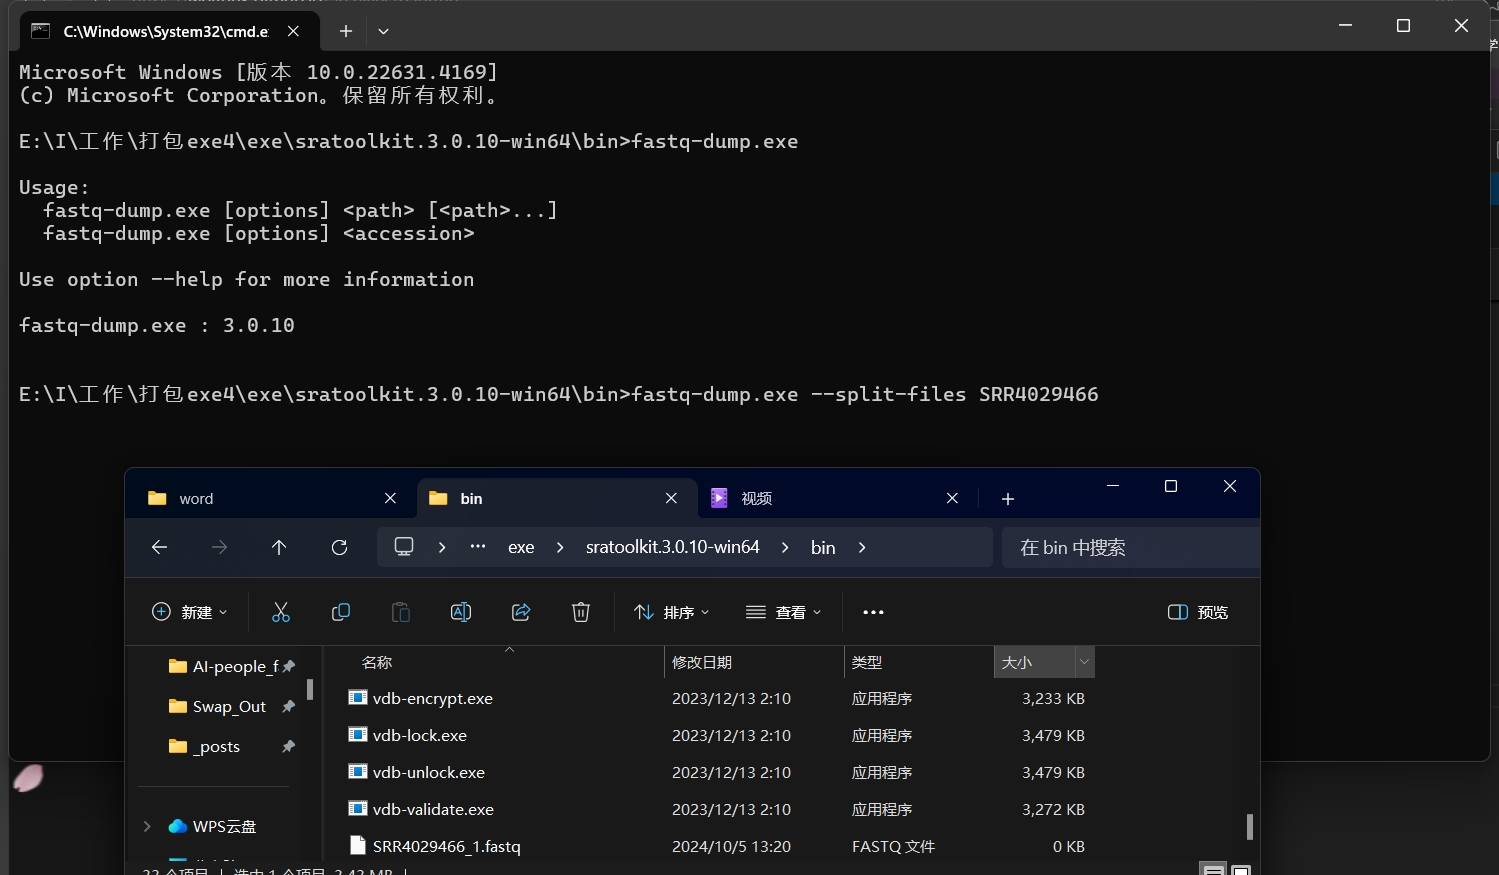 C:\Windows\System32\cmd.e
Microsoft Windows [版本 10.0.22631.4169]
(c) Microsoft Corporation。保留所有权利。
E:\I\工作\打包exe4\exe\sratoolkit.3.0.10-win64\bin>fastq-dump.exe
Usage:
fastq-dump.exe [options] <path> [<path>...]
fastq-dump.exe [options] <accession>
Use option --help for more information
fastq-dump.exe : 3.0.10
E:\I\工作\打包exe4\exe\sratoolkit.3.0.10-win64\bin>fastq-dump.exe --split-files SRR4029466
word bin 视频
… exe > sratoolkit.3.0.10-win64 > bin > 在 bin 中搜索
新建 排序 查看 … 预览
名称 修改日期 类型 大小
AI-people_f
Swap_Out
_posts
WPS云盘
vdb-encrypt.exe 2023/12/13 2:10 应用程序 3,233 KB
vdb-lock.exe 2023/12/13 2:10 应用程序 3,479 KB
vdb-unlock.exe 2023/12/13 2:10 应用程序 3,479 KB
vdb-validate.exe 2023/12/13 2:10 应用程序 3,272 KB
SRR4029466_1.fastq 2024/10/5 13:20 FASTQ 文件 0 KB